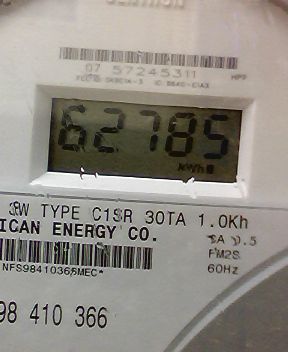 07 57245311
62785
kWh
3W TYPE C1SR 30TA 1.0Kh
ICAN ENERGY CO.
FM2S
60Hz
NFS98410366MEC*
98 410 366